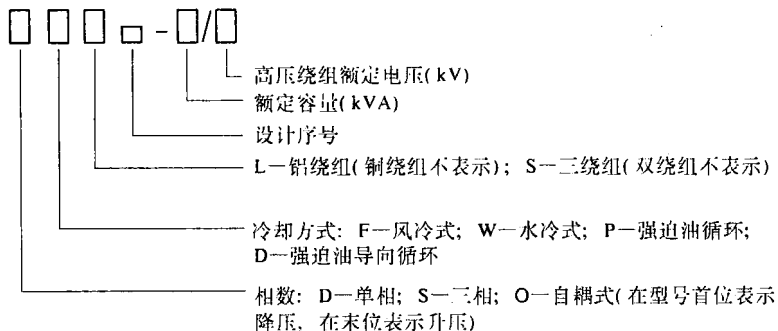 □□□□-□/□
高压绕组额定电压(kV)
额定容量(kVA)
设计序号
L—铝绕组(铜绕组不表示); S—三绕组(双绕组不表示)
冷却方式: F—风冷式; W—水冷式; P—强迫油循环;
D—强迫油导向循环
相数: D—单相; S—三相; O—自耦式(在型号首位表示
降压, 在末位表示升压)